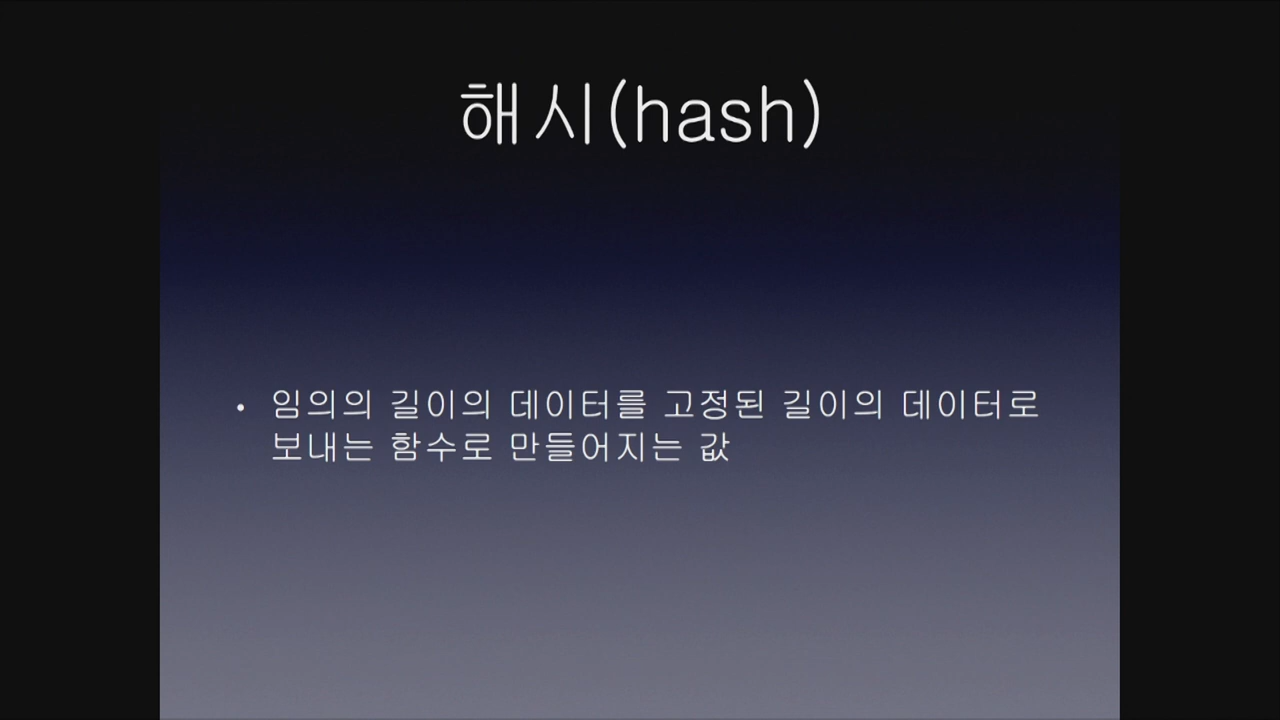 해시(hash)
• 임의의 길이의 데이터를 고정된 길이의 데이터로
보내는 함수로 만들어지는 값